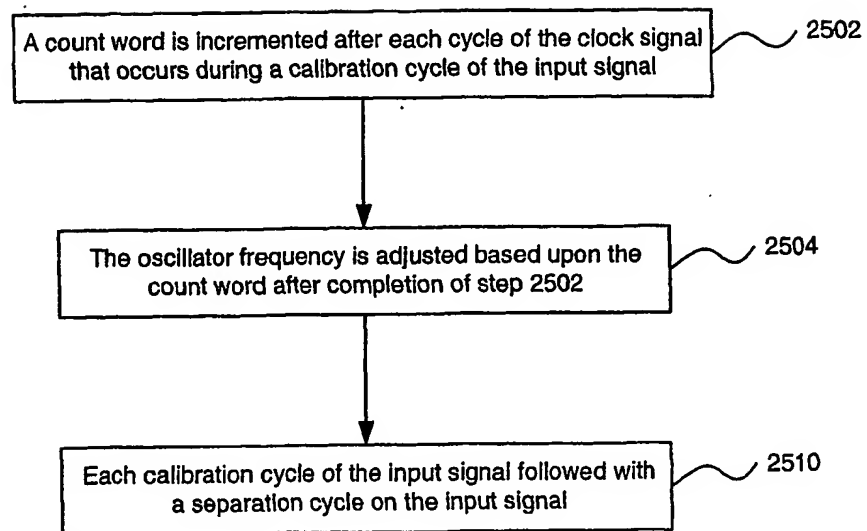 A count word is incremented after each cycle of the clock signal
that occurs during a calibration cycle of the input signal
2502
The oscillator frequency is adjusted based upon the
count word after completion of step 2502
2504
Each calibration cycle of the input signal followed with
a separation cycle on the input signal
2510